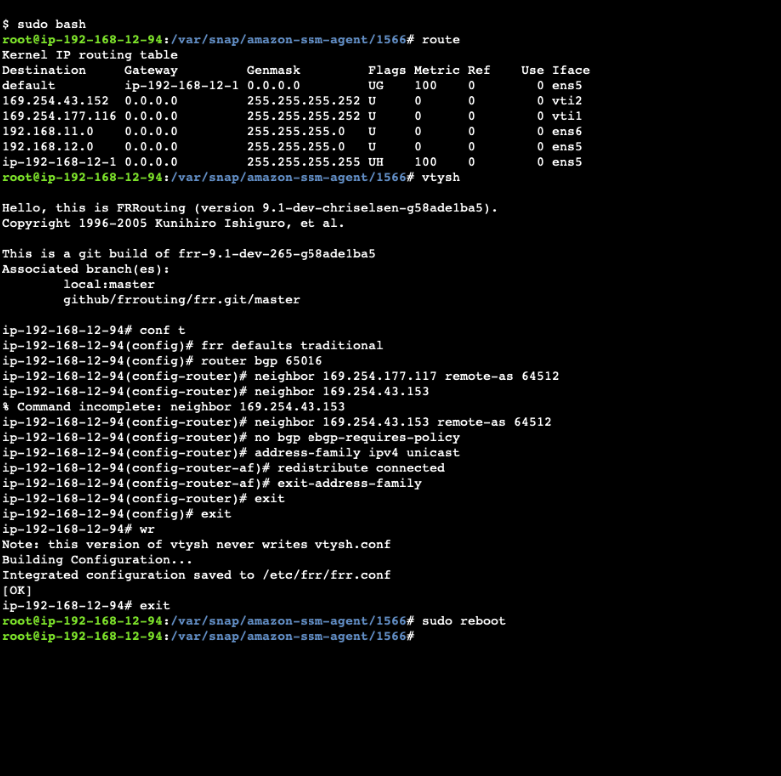 $ sudo bash
root@ip-192-168-12-94:/var/snap/amazon-ssm-agent/1566# route
Kernel IP routing table
Destination     Gateway         Genmask         Flags Metric Ref    Use Iface
default         ip-192-168-12-1 0.0.0.0         UG    100    0        0 ens5
169.254.43.152  0.0.0.0         255.255.255.252 U     0      0        0 vti2
169.254.177.116 0.0.0.0         255.255.255.252 U     0      0        0 vti1
192.168.11.0    0.0.0.0         255.255.255.0   U     0      0        0 ens6
192.168.12.0    0.0.0.0         255.255.255.0   U     0      0        0 ens5
ip-192-168-12-1 0.0.0.0         255.255.255.255 UH    100    0        0 ens5
root@ip-192-168-12-94:/var/snap/amazon-ssm-agent/1566# vtysh
Hello, this is FRRouting (version 9.1-dev-chriselsen-g58ade1ba5).
Copyright 1996-2005 Kunihiro Ishiguro, et al.
This is a git build of frr-9.1-dev-265-g58ade1ba5
Associated branch(es):
        local:master
        github/frrouting/frr.git/master
ip-192-168-12-94# conf t
ip-192-168-12-94(config)# frr defaults traditional
ip-192-168-12-94(config)# router bgp 65016
ip-192-168-12-94(config-router)# neighbor 169.254.177.117 remote-as 64512
ip-192-168-12-94(config-router)# neighbor 169.254.43.153
% Command incomplete: neighbor 169.254.43.153
ip-192-168-12-94(config-router)# neighbor 169.254.43.153 remote-as 64512
ip-192-168-12-94(config-router)# no bgp ebgp-requires-policy
ip-192-168-12-94(config-router)# address-family ipv4 unicast
ip-192-168-12-94(config-router-af)# redistribute connected
ip-192-168-12-94(config-router-af)# exit-address-family
ip-192-168-12-94(config-router)# exit
ip-192-168-12-94(config)# exit
ip-192-168-12-94# wr
Note: this version of vtysh never writes vtysh.conf
Building Configuration...
Integrated configuration saved to /etc/frr/frr.conf
[OK]
ip-192-168-12-94# exit
root@ip-192-168-12-94:/var/snap/amazon-ssm-agent/1566# sudo reboot
root@ip-192-168-12-94:/var/snap/amazon-ssm-agent/1566#